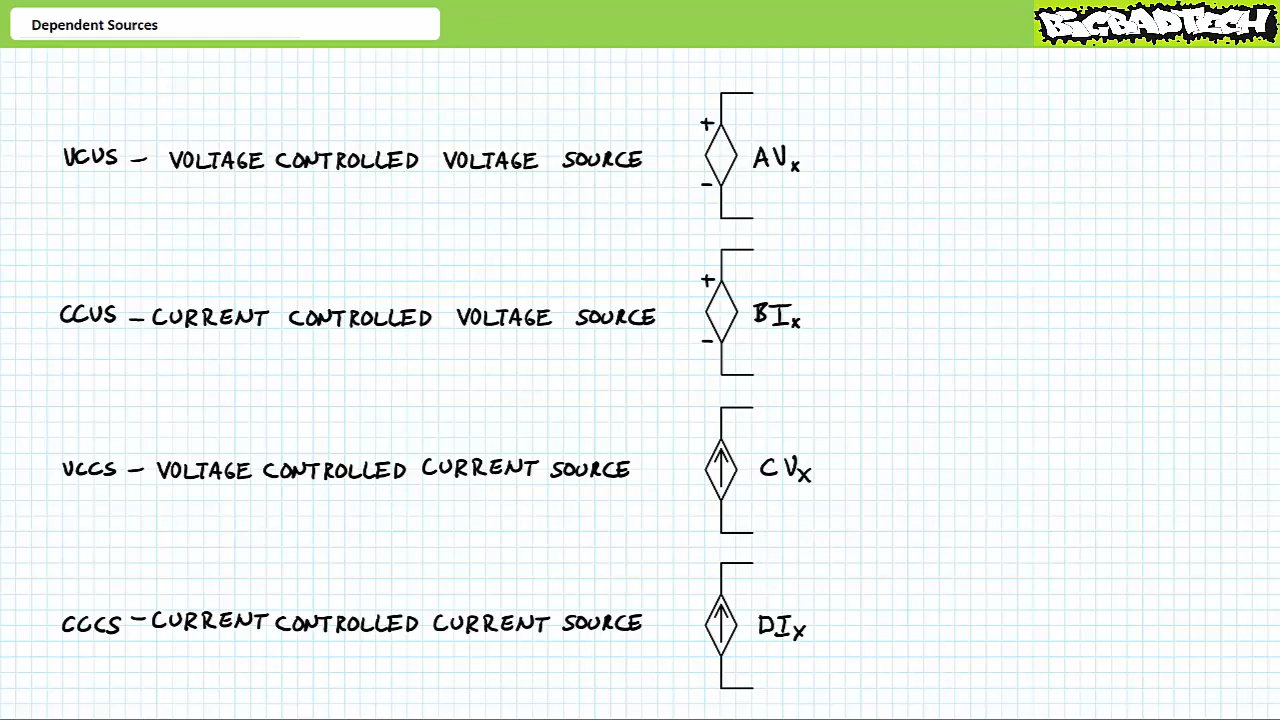 Dependent Sources
BIGBADTECH
VCVS – VOLTAGE CONTROLLED VOLTAGE SOURCE
+
-
AVx
CCVS – CURRENT CONTROLLED VOLTAGE SOURCE
+
-
BIx
VCCS – VOLTAGE CONTROLLED CURRENT SOURCE
CVx
CCCS – CURRENT CONTROLLED CURRENT SOURCE
DIx